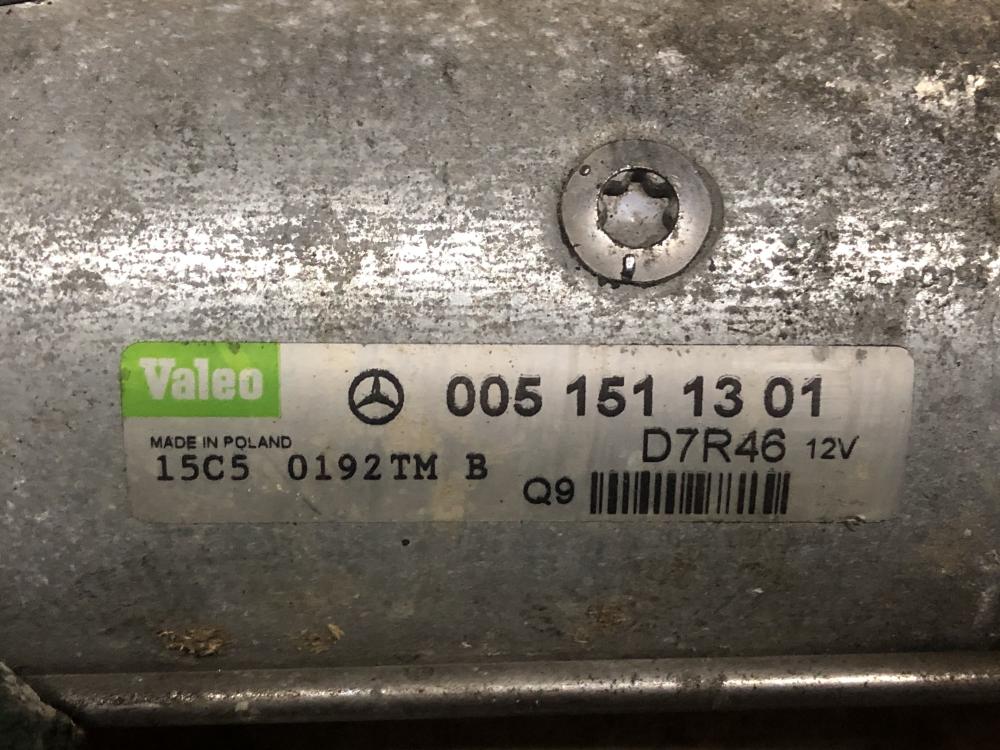 Valeo
005 151 13 01
MADE IN POLAND
D7R46 12V
15C5 0192TM B
Q9